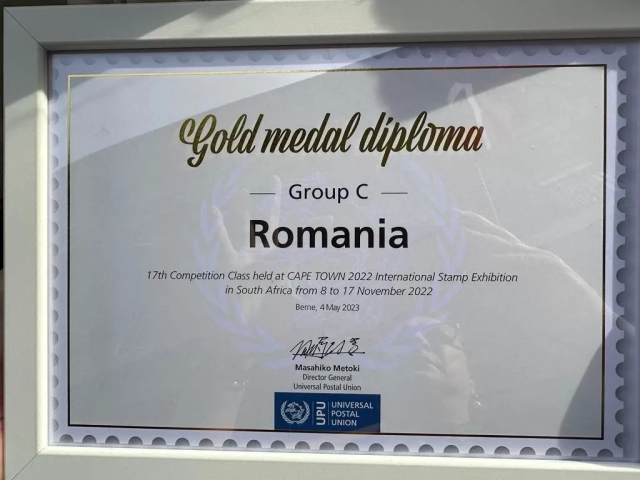 Gold medal diploma
Group C
Romania
17th Competition Class held at CAPE TOWN 2022 International Stamp Exhibition
in South Africa from 8 to 17 November 2022
Berne, 4 May 2023
Masahiko Metoki
Director General
Universal Postal Union
UPU
UNIVERSAL
POSTAL
UNION